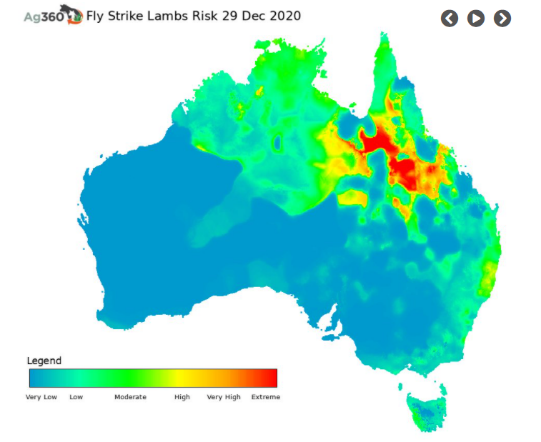 Ag360 Fly Strike Lambs Risk 29 Dec 2020
Legend
Very Low Low Moderate High Very High Extreme